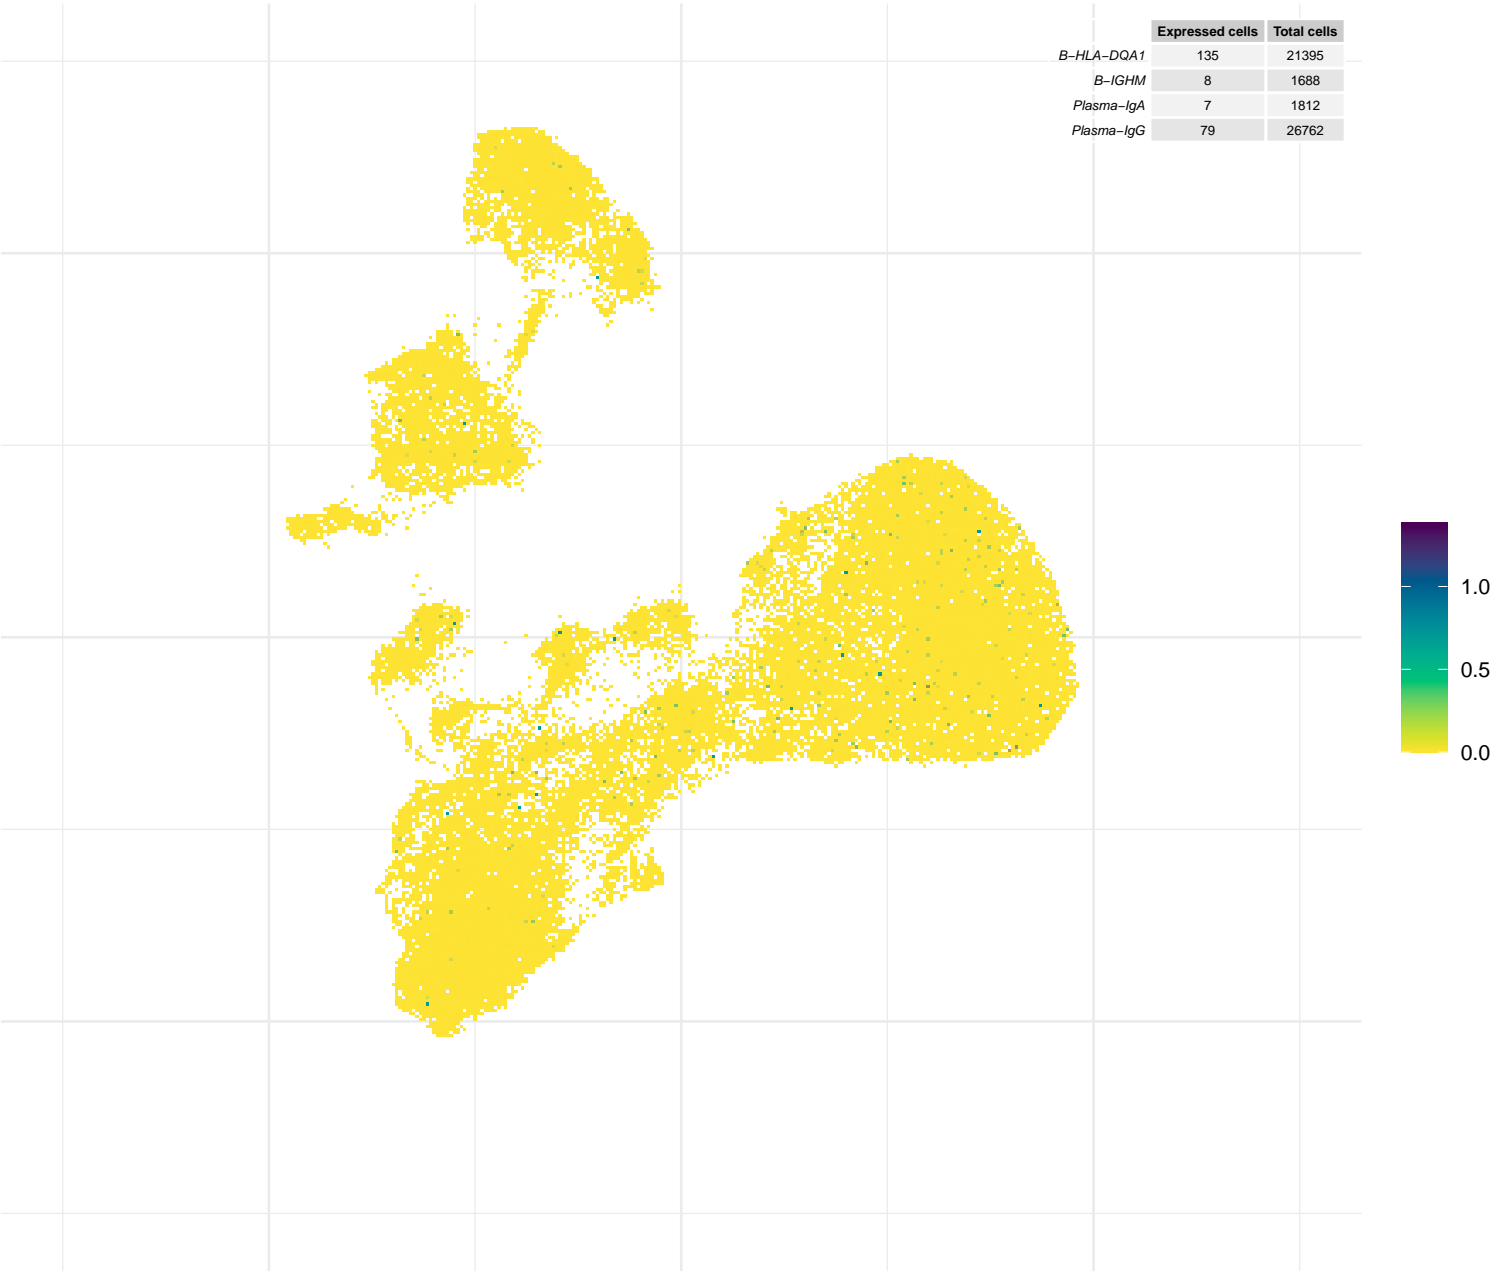 Expressed cells Total cells
B−HLA−DQA1 135 21395
B−IGHM 8 1688
Plasma−IgA 7 1812
Plasma−IgG 79 26762
1.0
0.5
0.0